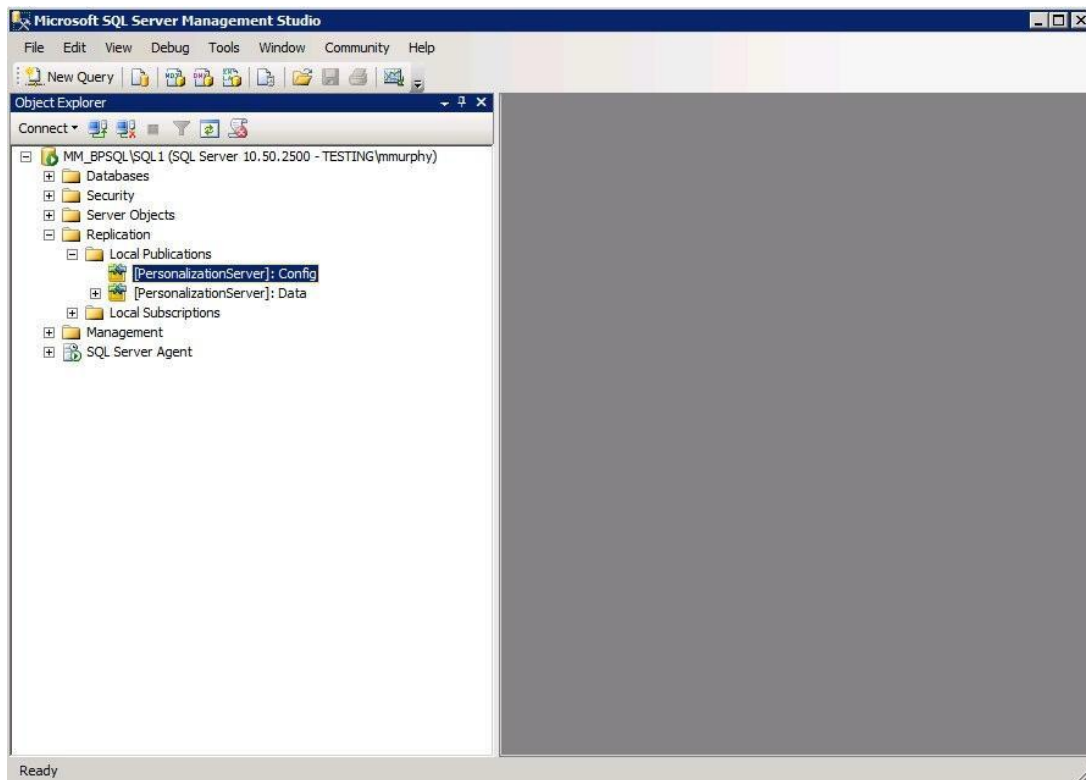 Microsoft SQL Server Management Studio
File Edit View Debug Tools Window Community Help
New Query
Object Explorer
Connect
MM_BPSQL\SQL1 (SQL Server 10.50.2500 - TESTING\mmurphy)
Databases
Security
Server Objects
Replication
Local Publications
[PersonalizationServer]: Config
[PersonalizationServer]: Data
Local Subscriptions
Management
SQL Server Agent
Ready